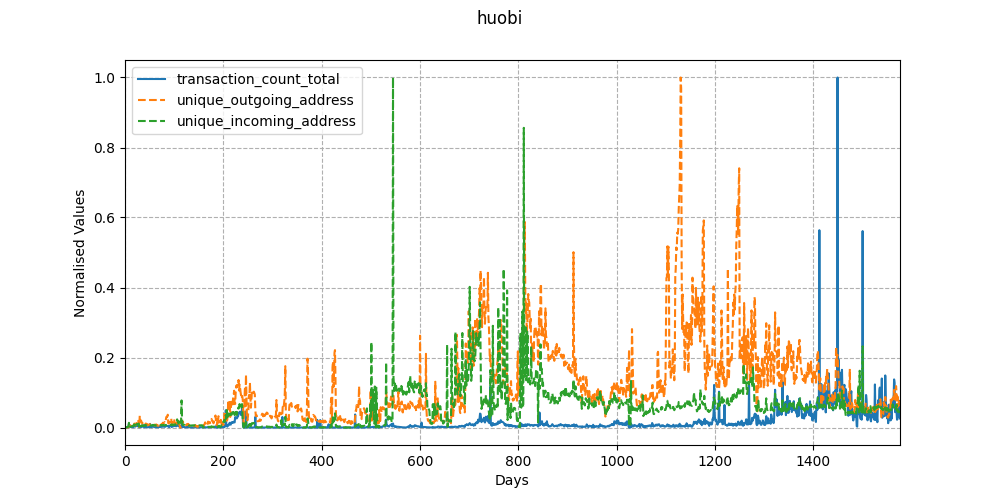 huobi
transaction_count_total
unique_outgoing_address
unique_incoming_address
1.0
0.8
0.6
0.4
0.2
0.0
Normalised Values
0 200 400 600 800 1000 1200 1400
Days